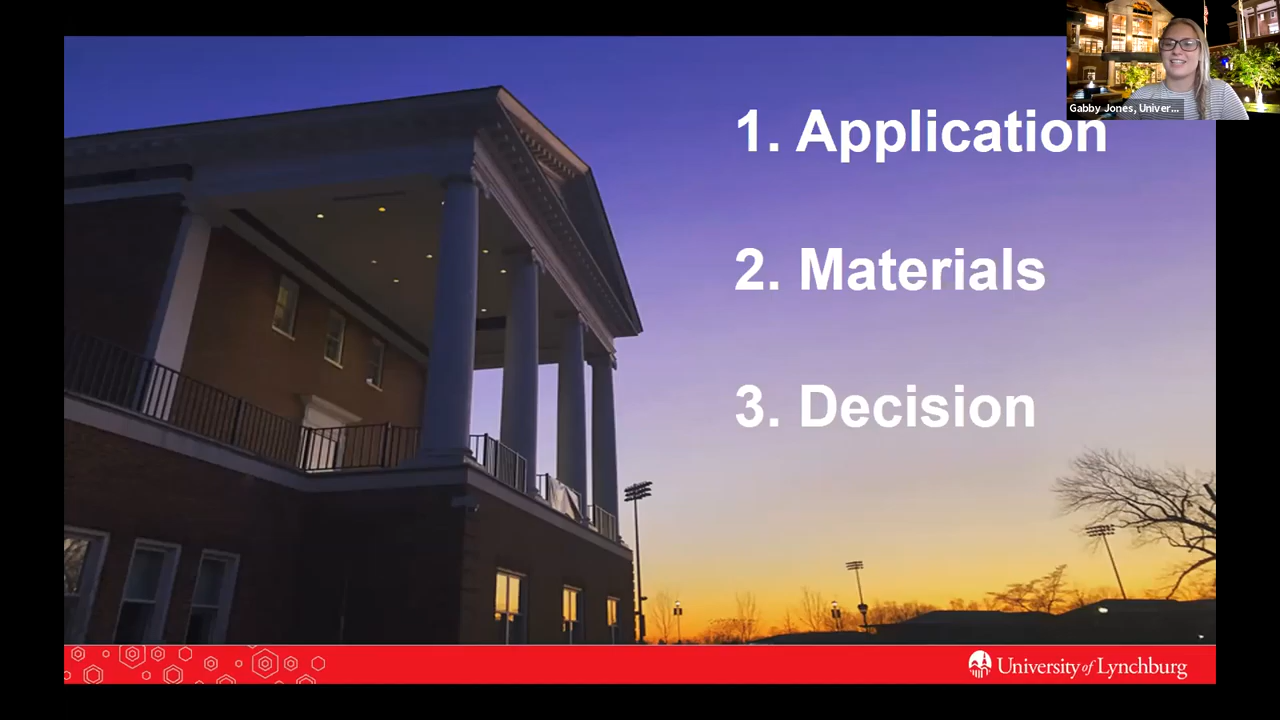 Gabby Jones, Univer...
1. Application
2. Materials
3. Decision
University of Lynchburg